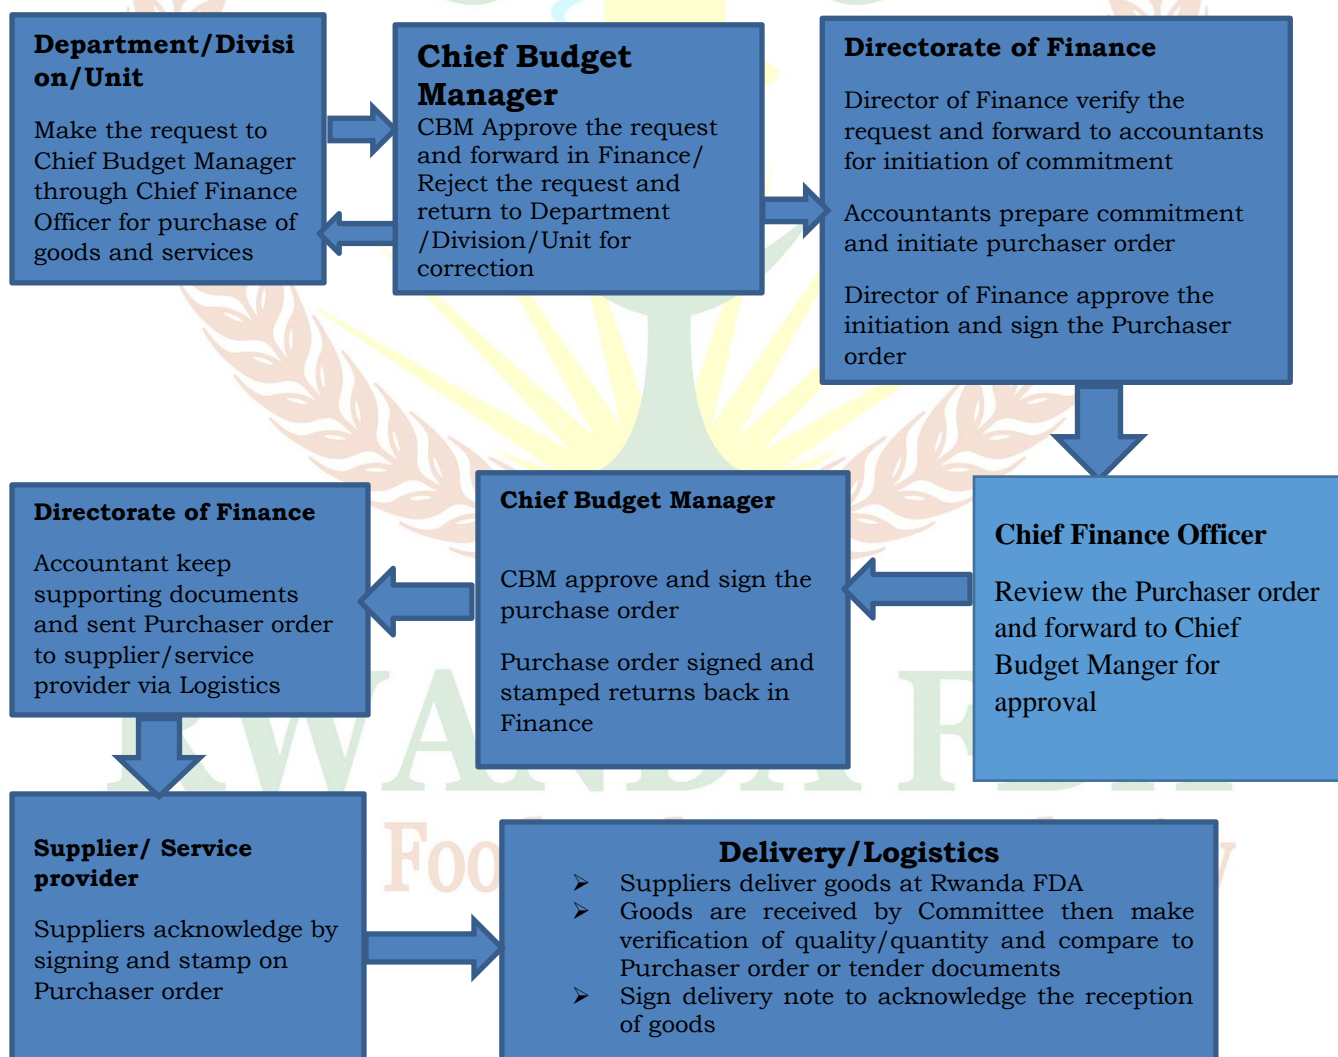 Department/Divisi
on/Unit
Make the request to
Chief Budget Manager
through Chief Finance
Officer for purchase of
goods and services
Chief Budget
Manager
CBM Approve the request
and forward in Finance/
Reject the request and
return to Department
/Division/Unit for
correction
Directorate of Finance
Director of Finance verify the
request and forward to accountants
for initiation of commitment
Accountants prepare commitment
and initiate purchaser order
Director of Finance approve the
initiation and sign the Purchaser
order
Chief Finance Officer
Review the Purchaser order
and forward to Chief
Budget Manger for
approval
Chief Budget Manager
CBM approve and sign the
purchase order
Purchase order signed and
stamped returns back in
Finance
Directorate of Finance
Accountant keep
supporting documents
and sent Purchaser order
to supplier/service
provider via Logistics
Supplier/ Service
provider
Suppliers acknowledge by
signing and stamp on
Purchaser order
Delivery/Logistics
➢ Suppliers deliver goods at Rwanda FDA
➢ Goods are received by Committee then make
verification of quality/quantity and compare to
Purchaser order or tender documents
➢ Sign delivery note to acknowledge the reception
of goods
RWANDA FDA